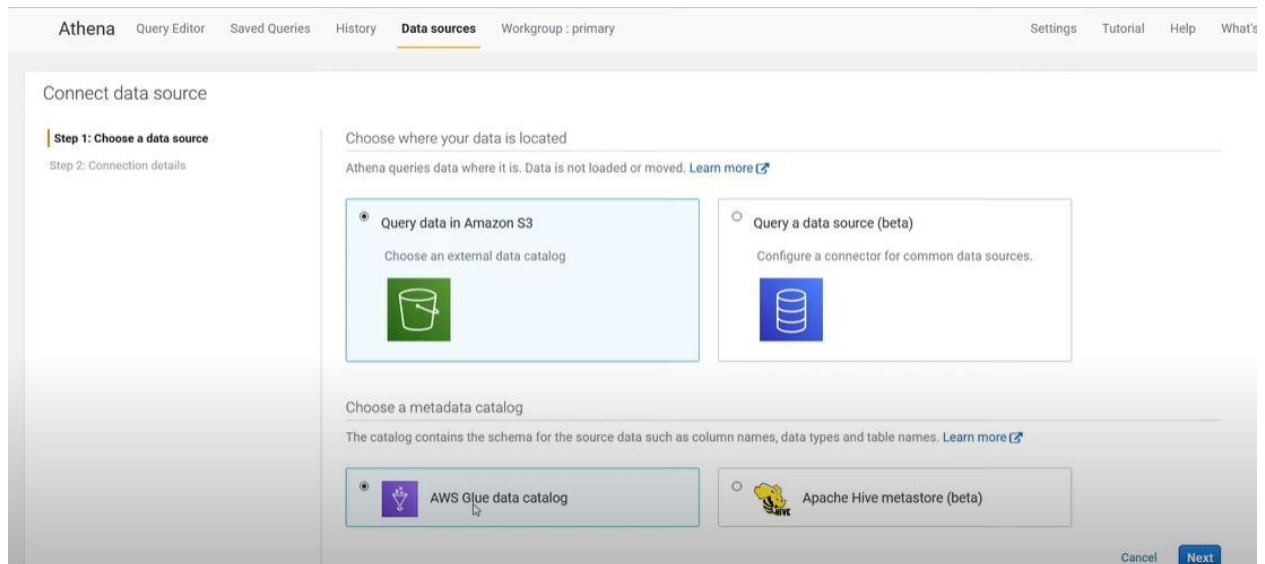 Athena Query Editor Saved Queries History Data sources Workgroup : primary Settings Tutorial Help What's
Connect data source
Step 1: Choose a data source
Step 2: Connection details
Choose where your data is located
Athena queries data where it is. Data is not loaded or moved. Learn more
Query data in Amazon S3
Choose an external data catalog
Query a data source (beta)
Configure a connector for common data sources.
Choose a metadata catalog
The catalog contains the schema for the source data such as column names, data types and table names. Learn more
AWS Glue data catalog
HIVE
Apache Hive metastore (beta)
Cancel Next